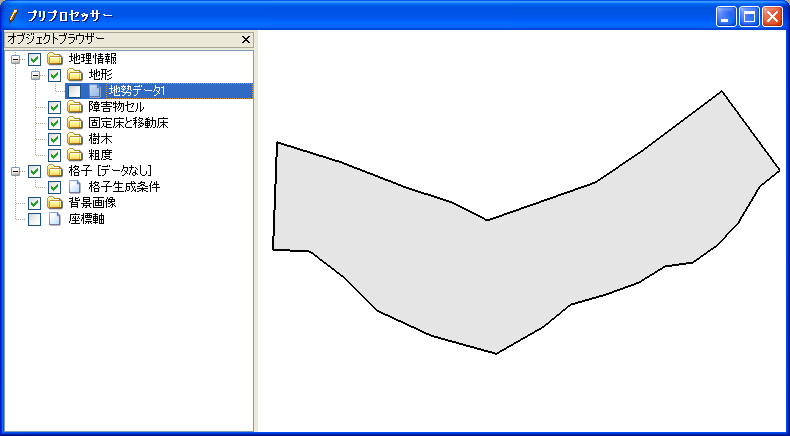 プリプロセッサー
オブジェクトブラウザー
地理情報
地形
地勢データ1
障害物セル
固定床と移動床
樹木
粗度
格子 [データなし]
格子生成条件
背景画像
座標軸